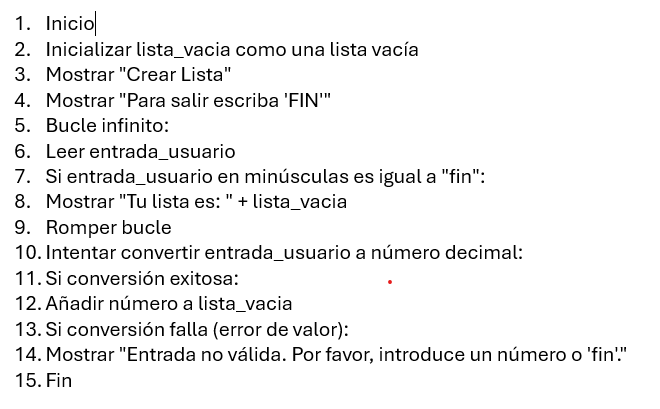 1. Inicio
2. Inicializar lista_vacia como una lista vacía
3. Mostrar "Crear Lista"
4. Mostrar "Para salir escriba 'FIN'"
5. Bucle infinito:
6. Leer entrada_usuario
7. Si entrada_usuario en minúsculas es igual a "fin":
8. Mostrar "Tu lista es: " + lista_vacia
9. Romper bucle
10. Intentar convertir entrada_usuario a número decimal:
11. Si conversión exitosa:
12. Añadir número a lista_vacia
13. Si conversión falla (error de valor):
14. Mostrar "Entrada no válida. Por favor, introduce un número o 'fin'."
15. Fin